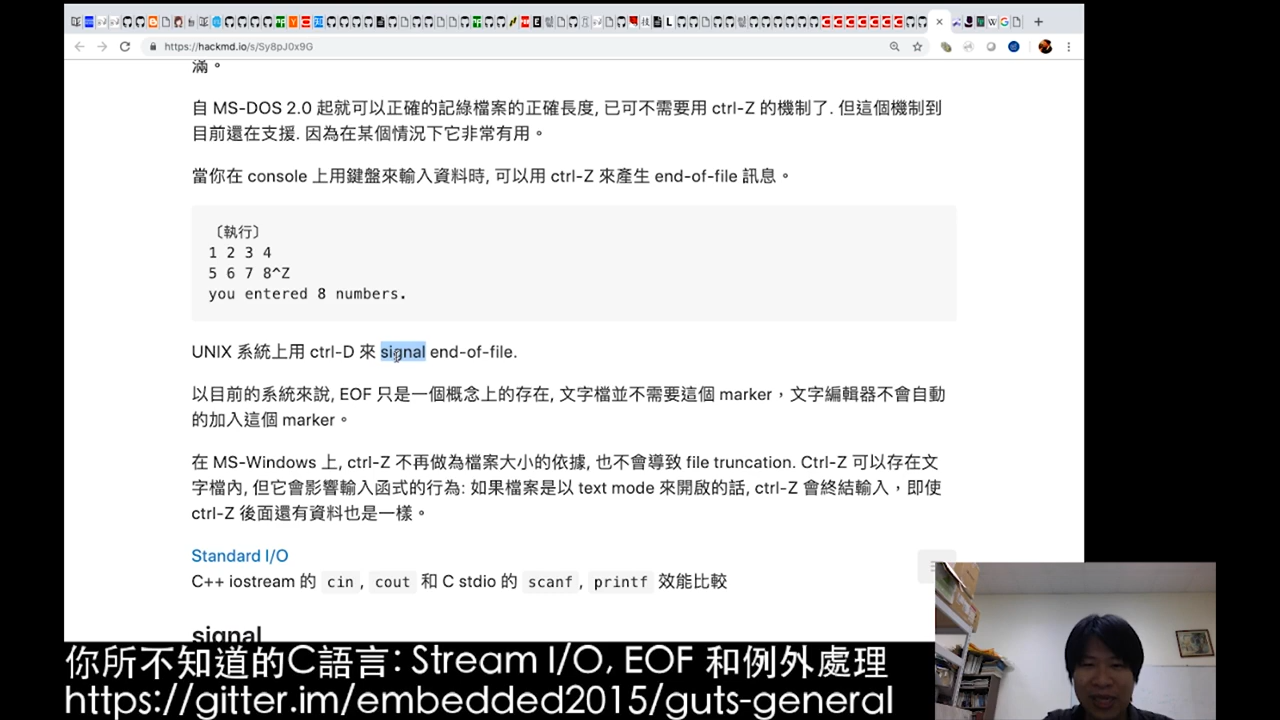 https://hackmd.io/s/Sy8pJ0x9G
滿。
自 MS-DOS 2.0 起就可以正確的記綠檔案的正確長度, 已可不需要用 ctrl-Z 的機制了. 但這個機制到
目前還在支援. 因為在某個情況下它非常有用。
當你在 console 上用鍵盤來輸入資料時, 可以用 ctrl-Z 來產生 end-of-file 訊息。
〔執行〕
1 2 3 4
5 6 7 8^Z
you entered 8 numbers.
UNIX 系統上用 ctrl-D 來 signal end-of-file.
以目前的系統來說, EOF 只是一個概念上的存在, 文字檔並不需要這個 marker，文字編輯器不會自動
的加入這個 marker。
在 MS-Windows 上, ctrl-Z 不再做為檔案大小的依據, 也不會導致 file truncation. Ctrl-Z 可以存在文
字檔內, 但它會影響輸入函式的行為: 如果檔案是以 text mode 來開啟的話, ctrl-Z 會終結輸入，即使
ctrl-Z 後面還有資料也是一樣。
Standard I/O
C++ iostream 的 cin, cout 和 C stdio 的 scanf, printf 效能比較
signal
你所不知道的C語言: Stream I/O, EOF 和例外處理
https://gitter.im/embedded2015/guts-general